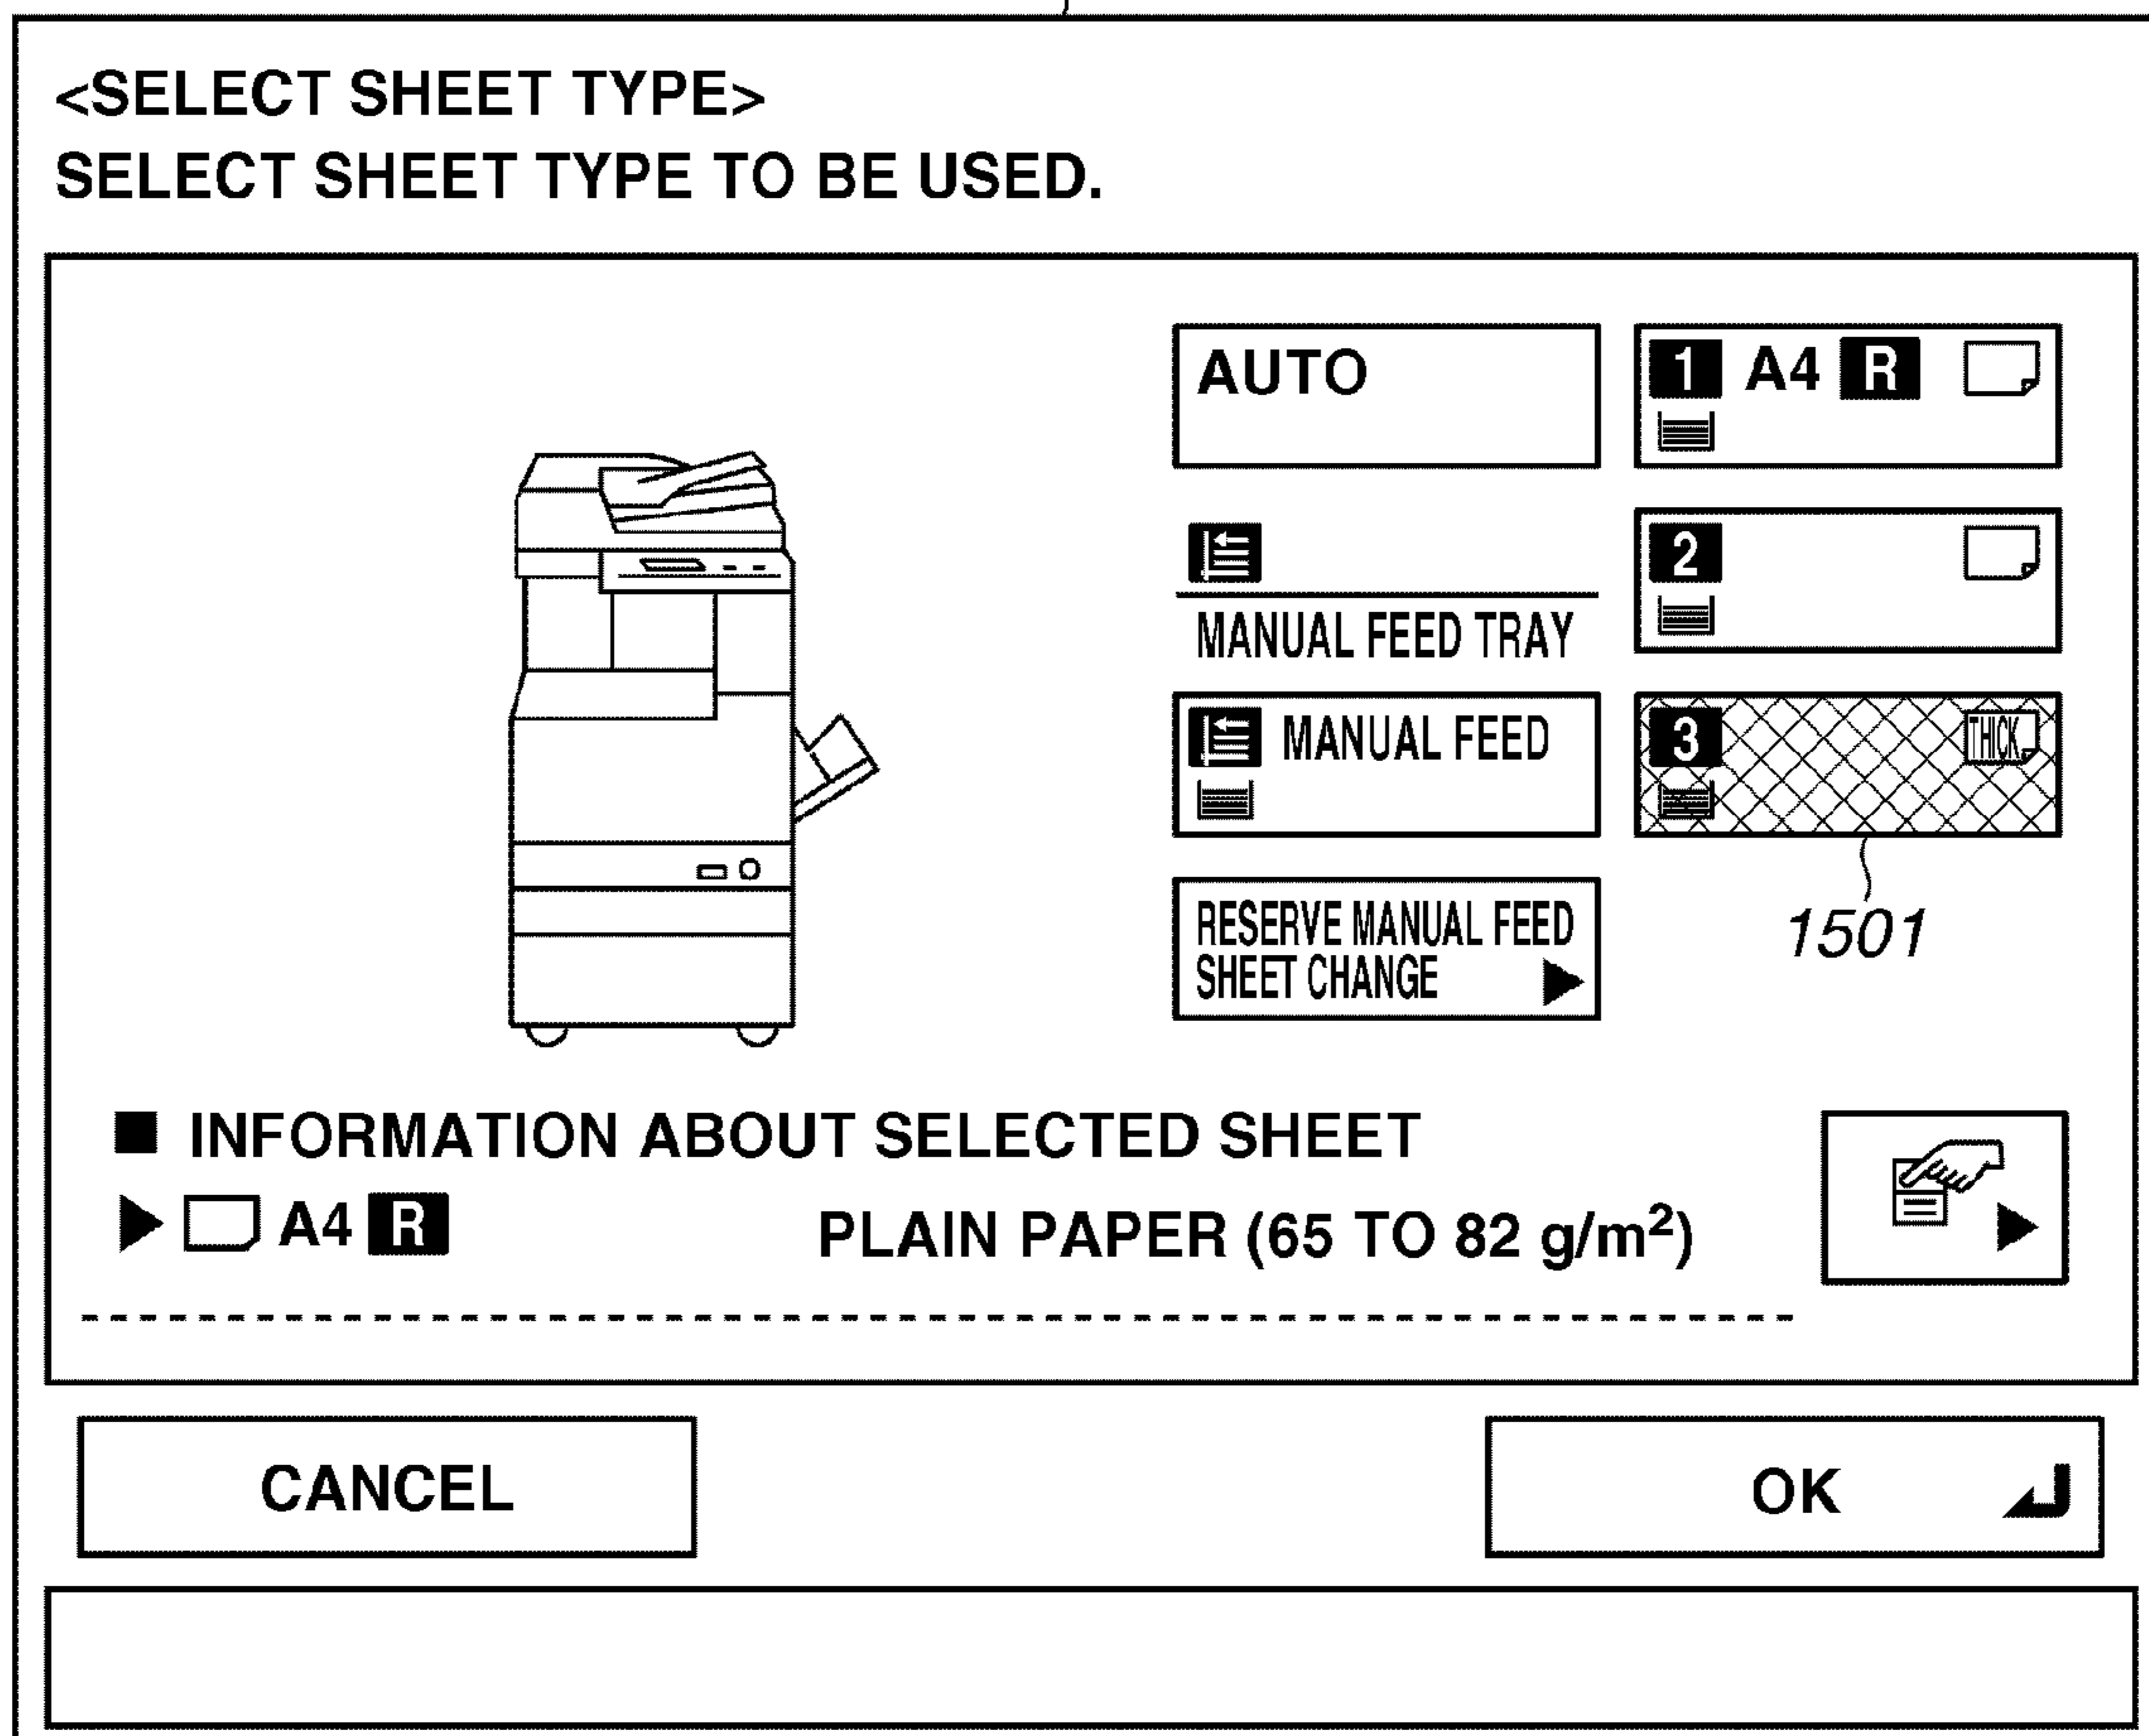 <SELECT SHEET TYPE>
SELECT SHEET TYPE TO BE USED.
AUTO
1 A4 R
2
MANUAL FEED TRAY
MANUAL FEED
3 THICK
RESERVE MANUAL FEED
SHEET CHANGE
1501
INFORMATION ABOUT SELECTED SHEET
A4 R PLAIN PAPER (65 TO 82 g/m²)
CANCEL
OK